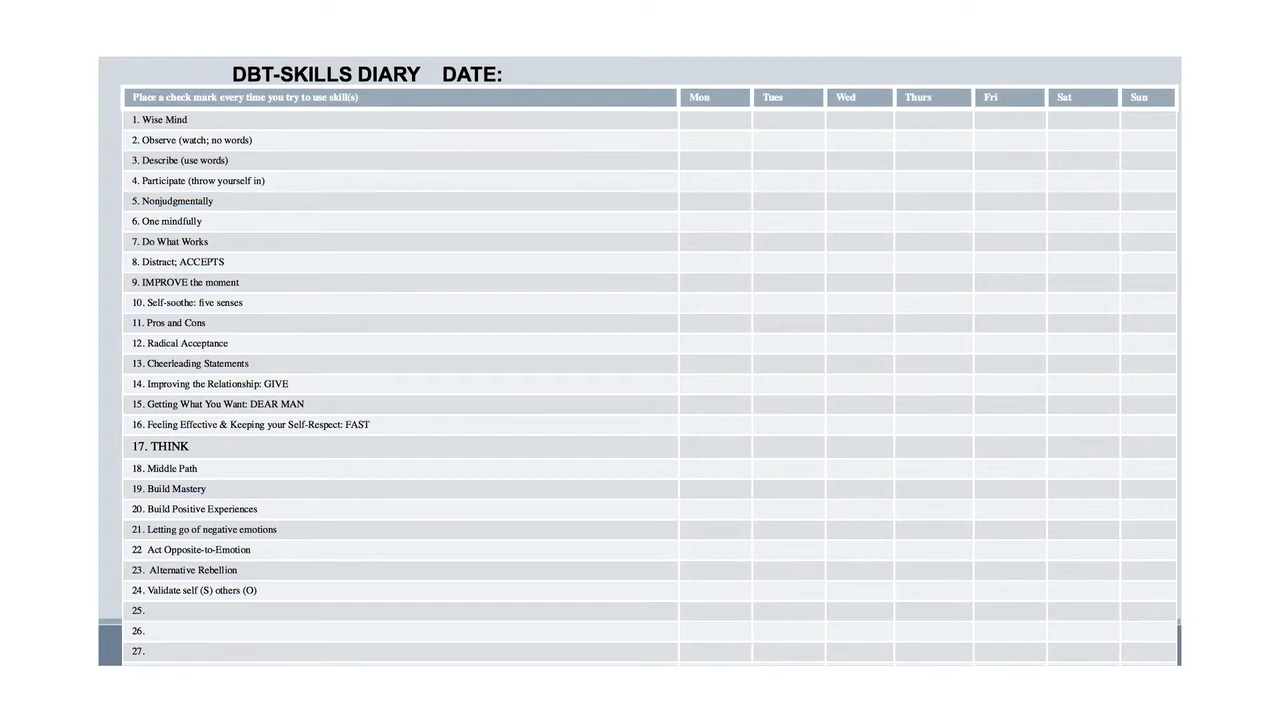 DBT-SKILLS DIARY DATE:
Place a check mark every time you try to use skill(s) Mon Tues Wed Thurs Fri Sat Sun
1. Wise Mind
2. Observe (watch; no words)
3. Describe (use words)
4. Participate (throw yourself in)
5. Nonjudgmentally
6. One mindfully
7. Do What Works
8. Distract; ACCEPTS
9. IMPROVE the moment
10. Self-soothe: five senses
11. Pros and Cons
12. Radical Acceptance
13. Cheerleading Statements
14. Improving the Relationship: GIVE
15. Getting What You Want: DEAR MAN
16. Feeling Effective & Keeping your Self-Respect: FAST
17. THINK
18. Middle Path
19. Build Mastery
20. Build Positive Experiences
21. Letting go of negative emotions
22 Act Opposite-to-Emotion
23. Alternative Rebellion
24. Validate self (S) others (O)
25.
26.
27.